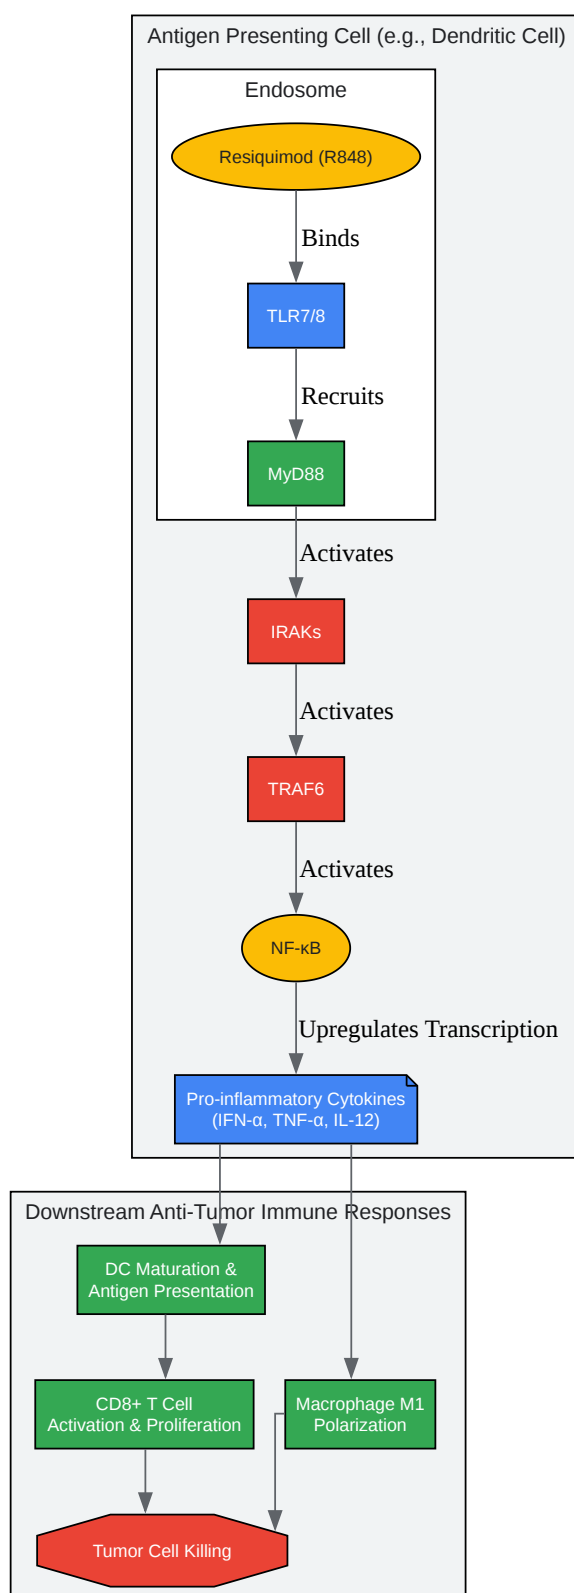 Antigen Presenting Cell (e.g., Dendritic Cell)
Endosome
Resiquimod (R848)
Binds
TLR7/8
Recruits
MyD88
Activates
IRAKs
Activates
TRAF6
Activates
NF-κB
Upregulates Transcription
Pro-inflammatory Cytokines
(IFN-α, TNF-α, IL-12)
Downstream Anti-Tumor Immune Responses
DC Maturation &
Antigen Presentation
CD8+ T Cell
Activation & Proliferation
Macrophage M1
Polarization
Tumor Cell Killing